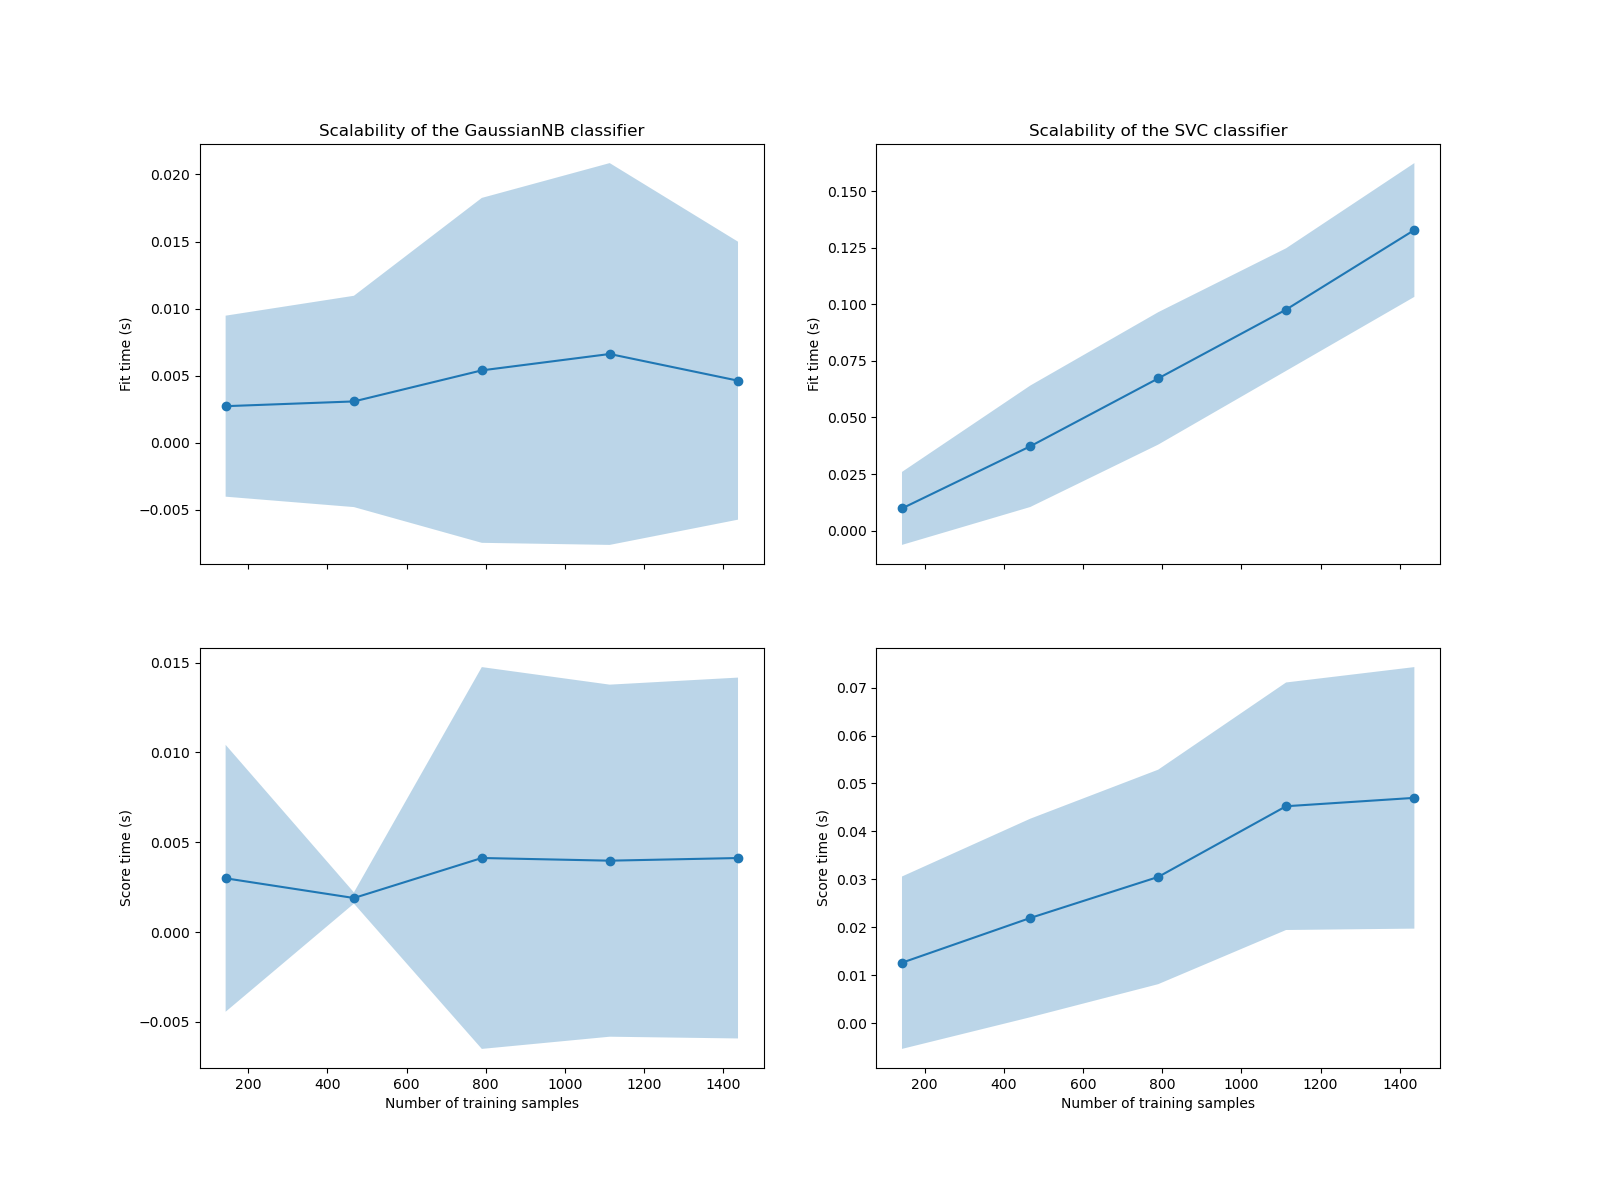 Scalability of the GaussianNB classifier
0.020
0.015
0.010
0.005
0.000
−0.005
Fit time (s)
Scalability of the SVC classifier
0.150
0.125
0.100
0.075
0.050
0.025
0.000
Fit time (s)
0.015
0.010
0.005
0.000
−0.005
Score time (s)
200 400 600 800 1000 1200 1400
Number of training samples
0.07
0.06
0.05
0.04
0.03
0.02
0.01
0.00
Score time (s)
200 400 600 800 1000 1200 1400
Number of training samples